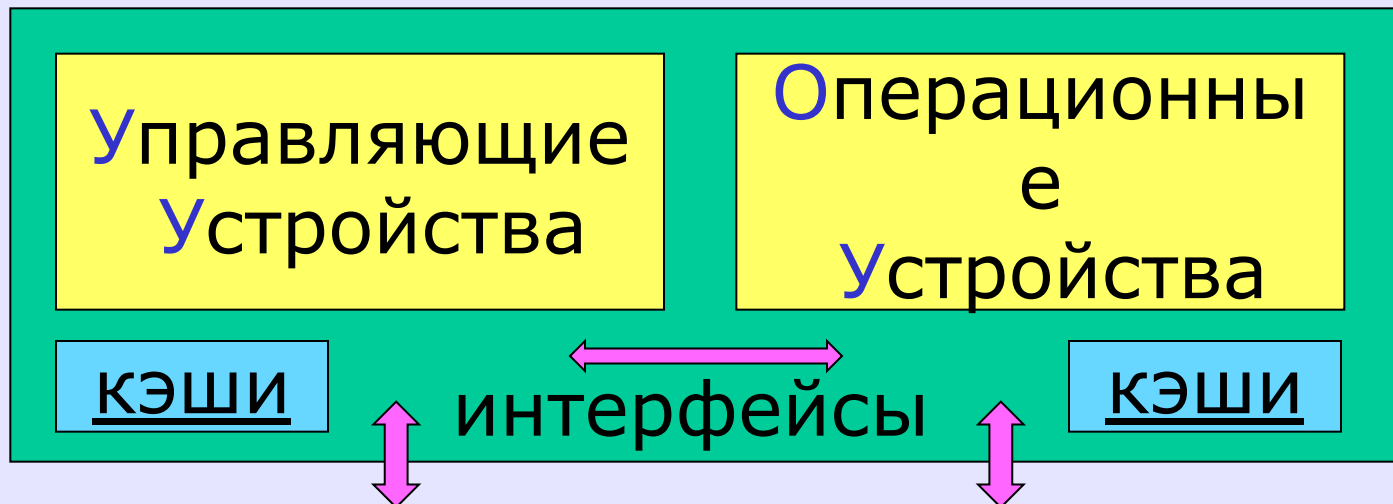 Управляющие
Устройства
Операционны
е
Устройства
кэши
интерфейсы
кэши